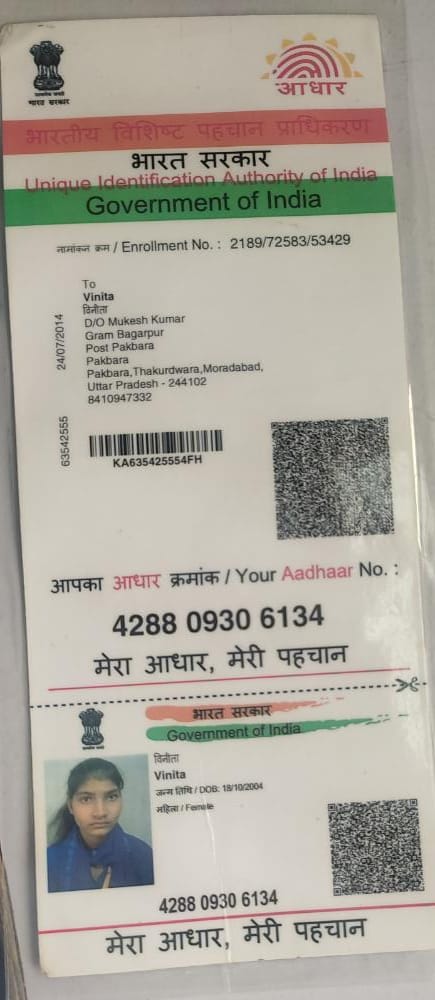 भारत सरकार
आधार
भारतीय विशिष्ट पहचान प्राधिकरण
भारत सरकार
Unique Identification Authority of India
Government of India
नामांकन क्रम / Enrollment No. : 2189/72583/53429
To
Vinita
विनीता
D/O Mukesh Kumar
Gram Bagarpur
Post Pakbara
Pakbara
Pakbara,Thakurdwara,Moradabad,
Uttar Pradesh - 244102
8410947332
24/07/2014
63542555
KA635425554FH
आपका आधार क्रमांक / Your Aadhaar No. :
4288 0930 6134
मेरा आधार, मेरी पहचान
भारत सरकार
Government of India
विनीता
Vinita
जन्म तिथि / DOB: 18/10/2004
महिला / Female
4288 0930 6134
मेरा आधार, मेरी पहचान